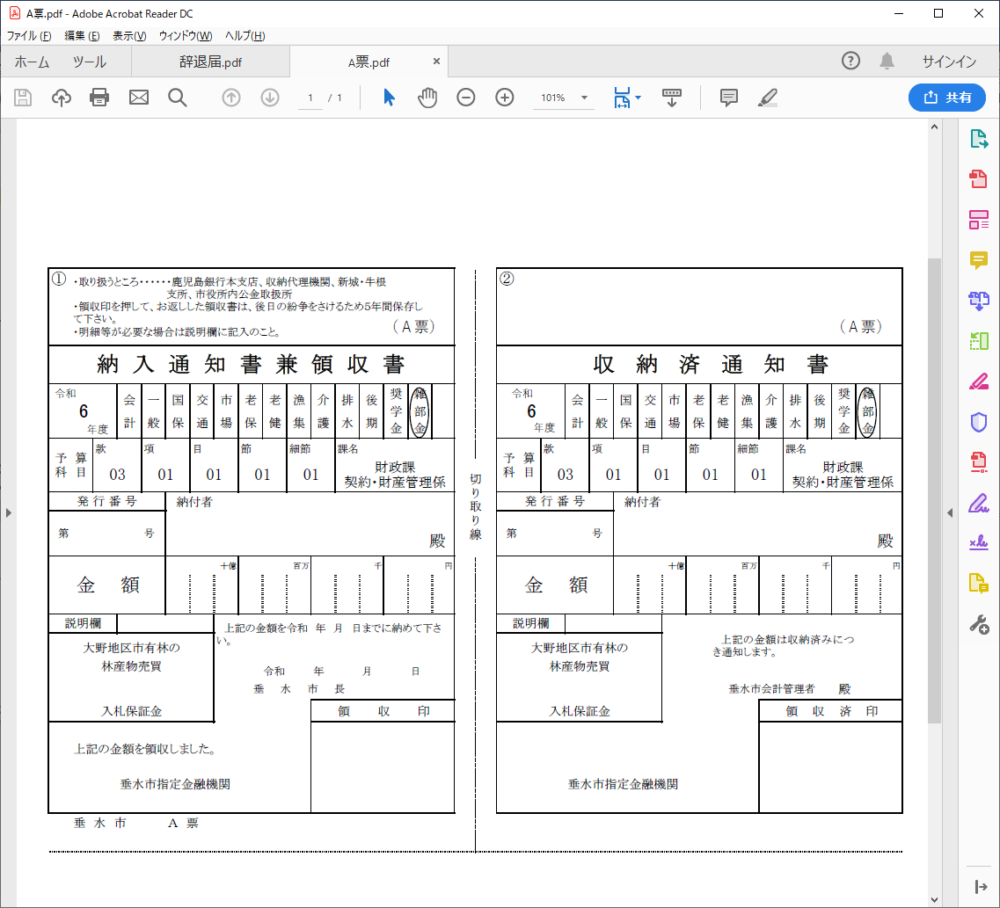 A票.pdf - Adobe Acrobat Reader DC
ファイル(F) 編集(E) 表示(V) ウィンドウ(W) ヘルプ(H)
ホーム ツール 辞退届.pdf A票.pdf × サインイン
1 / 1 101% 共有
①
・取り扱うところ・・・・・・鹿児島銀行本支店、収納代理機関、新城・牛根
支所、市役所内公金取扱所
・領収印を押して、お返しした領収書は、後日の紛争をさけるため5年間保存し
て下さい。
・明細等が必要な場合は説明欄に記入のこと。
（Ａ票）
納入通知書兼領収書
令和 6 年度 会計 一般 国保 交通 市場 老保 老健 漁集 介護 排水 後期 奨学金 雑部金
予算科目 款 03 項 01 目 01 節 01 細節 01 課名 財政課
契約・財産管理係
発行番号 納付者
第 号 殿
金額 十億 百万 千 円
説明欄
大野地区市有林の
林産物売買
入札保証金
上記の金額を令和 年 月 日までに納めて下さ
い。
令和 年 月 日
垂水市長
領収印
上記の金額を領収しました。
垂水市指定金融機関
垂水市 Ａ票
切り取り線
②
（Ａ票）
収納済通知書
令和 6 年度 会計 一般 国保 交通 市場 老保 老健 漁集 介護 排水 後期 奨学金 雑部金
予算科目 款 03 項 01 目 01 節 01 細節 01 課名 財政課
契約・財産管理係
発行番号 納付者
第 号 殿
金額 十億 百万 千 円
説明欄
大野地区市有林の
林産物売買
入札保証金
上記の金額は収納済みにつ
き通知します。
垂水市会計管理者 殿
領収済印
垂水市指定金融機関